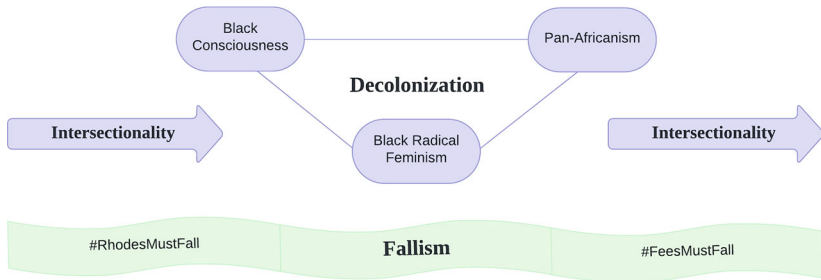 Black
Consciousness
Pan-Africanism
Decolonization
Intersectionality
Intersectionality
Black Radical
Feminism
#RhodesMustFall
Fallism
#FeesMustFall